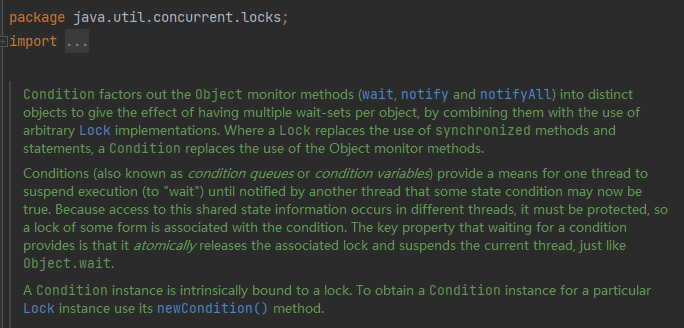 package java.util.concurrent.locks;
import ...
Condition factors out the Object monitor methods (wait, notify and notifyAll) into distinct
objects to give the effect of having multiple wait-sets per object, by combining them with the use of
arbitrary Lock implementations. Where a Lock replaces the use of synchronized methods and
statements, a Condition replaces the use of the Object monitor methods.
Conditions (also known as condition queues or condition variables) provide a means for one thread to
suspend execution (to "wait") until notified by another thread that some state condition may now be
true. Because access to this shared state information occurs in different threads, it must be protected, so
a lock of some form is associated with the condition. The key property that waiting for a condition
provides is that it atomically releases the associated lock and suspends the current thread, just like
Object.wait.
A Condition instance is intrinsically bound to a lock. To obtain a Condition instance for a particular
Lock instance use its newCondition() method.